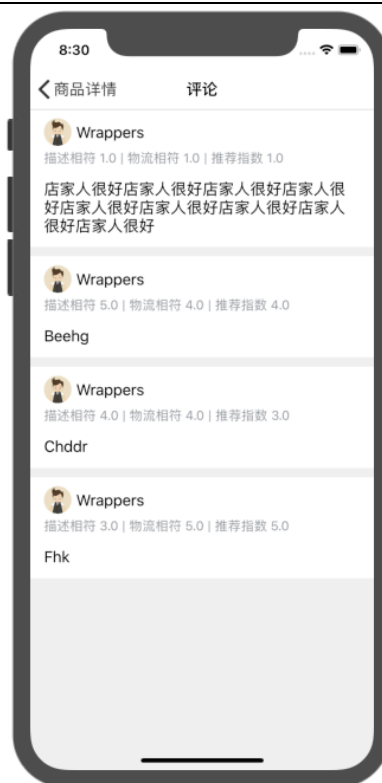 8:30
商品详情 评论
Wrappers
描述相符 1.0 | 物流相符 1.0 | 推荐指数 1.0
店家人很好店家人很好店家人很好店家人很
好店家人很好店家人很好店家人很好店家人
很好店家人很好
Wrappers
描述相符 5.0 | 物流相符 4.0 | 推荐指数 4.0
Beehg
Wrappers
描述相符 4.0 | 物流相符 4.0 | 推荐指数 3.0
Chddr
Wrappers
描述相符 3.0 | 物流相符 5.0 | 推荐指数 5.0
Fhk